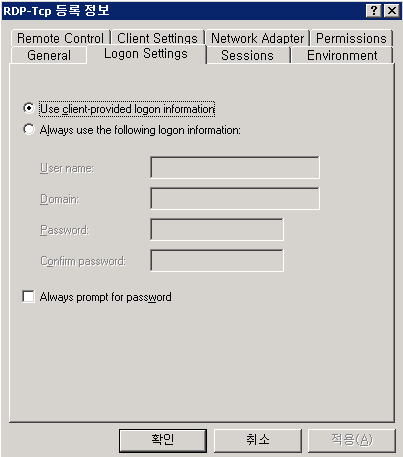 RDP-Tcp 등록 정보
Remote Control Client Settings Network Adapter Permissions
General Logon Settings Sessions Environment
Use client-provided logon information
Always use the following logon information:
User name:
Domain:
Password:
Confirm password:
Always prompt for password
확인 취소 적용(A)